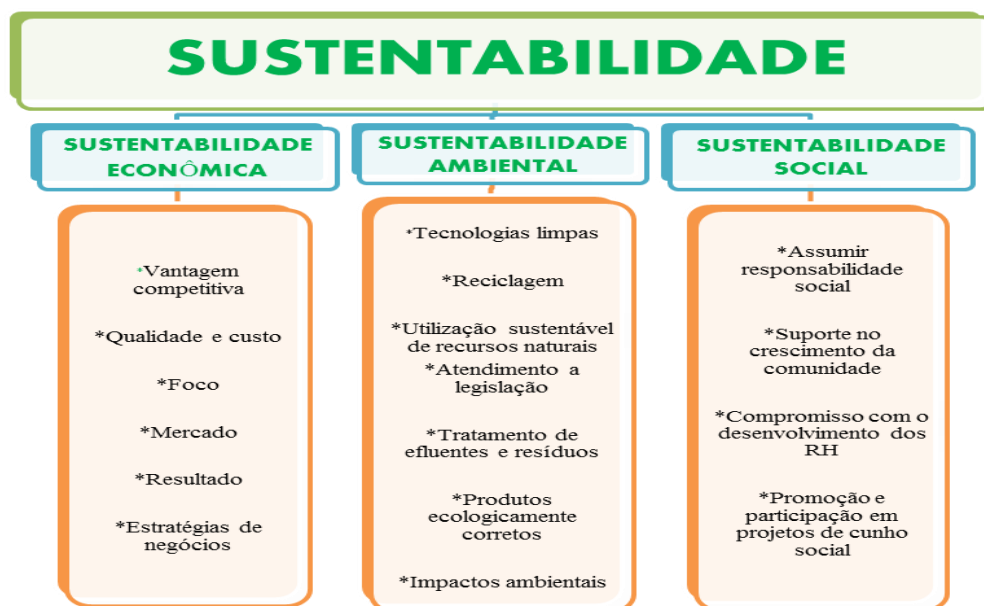 SUSTENTABILIDADE
SUSTENTABILIDADE
ECONÔMICA
*Vantagem
competitiva
*Qualidade e custo
*Foco
*Mercado
*Resultado
*Estratégias de
negócios
SUSTENTABILIDADE
AMBIENTAL
*Tecnologias limpas
*Reciclagem
*Utilização sustentável
de recursos naturais
*Atendimento a
legislação
*Tratamento de
efluentes e resíduos
*Produtos
ecologicamente
corretos
*Impactos ambientais
SUSTENTABILIDADE
SOCIAL
*Assumir
responsabilidade
social
*Suporte no
crescimento da
comunidade
*Compromisso com o
desenvolvimento dos
RH
*Promoção e
participação em
projetos de cunho
social